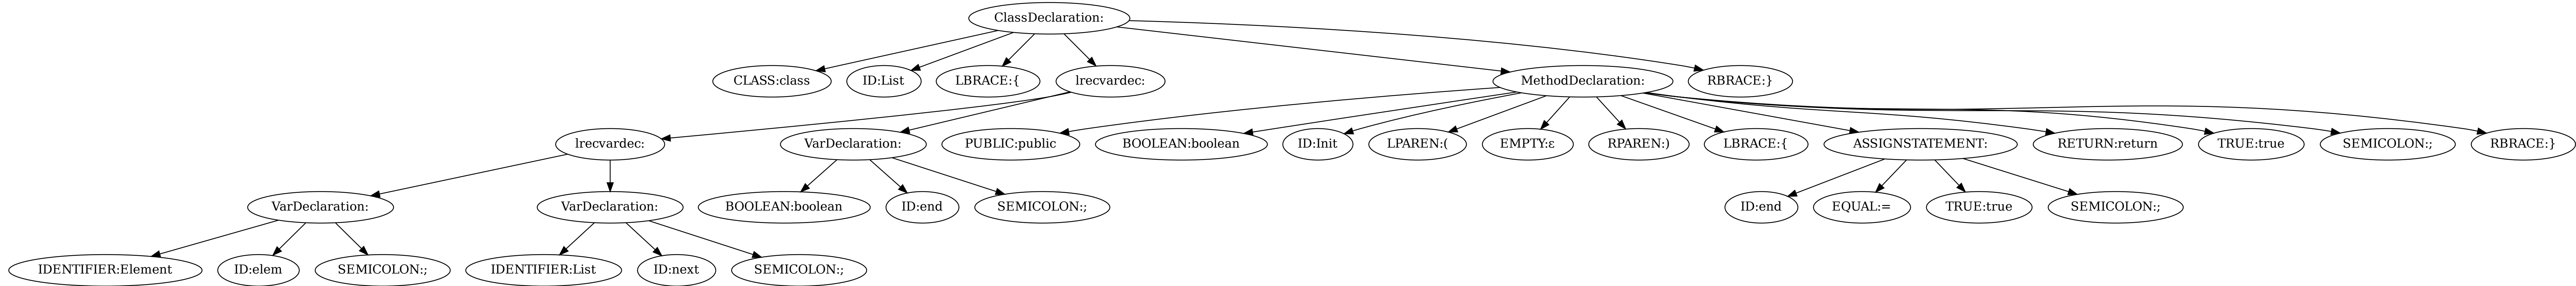 ClassDeclaration:
CLASS:class
ID:List
LBRACE:{
lrecvardec:
MethodDeclaration:
RBRACE:}
lrecvardec:
VarDeclaration:
PUBLIC:public
BOOLEAN:boolean
ID:Init
LPAREN:(
EMPTY:ε
RPAREN:)
LBRACE:{
ASSIGNSTATEMENT:
RETURN:return
TRUE:true
SEMICOLON:;
RBRACE:}
VarDeclaration:
VarDeclaration:
BOOLEAN:boolean
ID:end
SEMICOLON:;
ID:end
EQUAL:=
TRUE:true
SEMICOLON:;
IDENTIFIER:Element
ID:elem
SEMICOLON:;
IDENTIFIER:List
ID:next
SEMICOLON:;